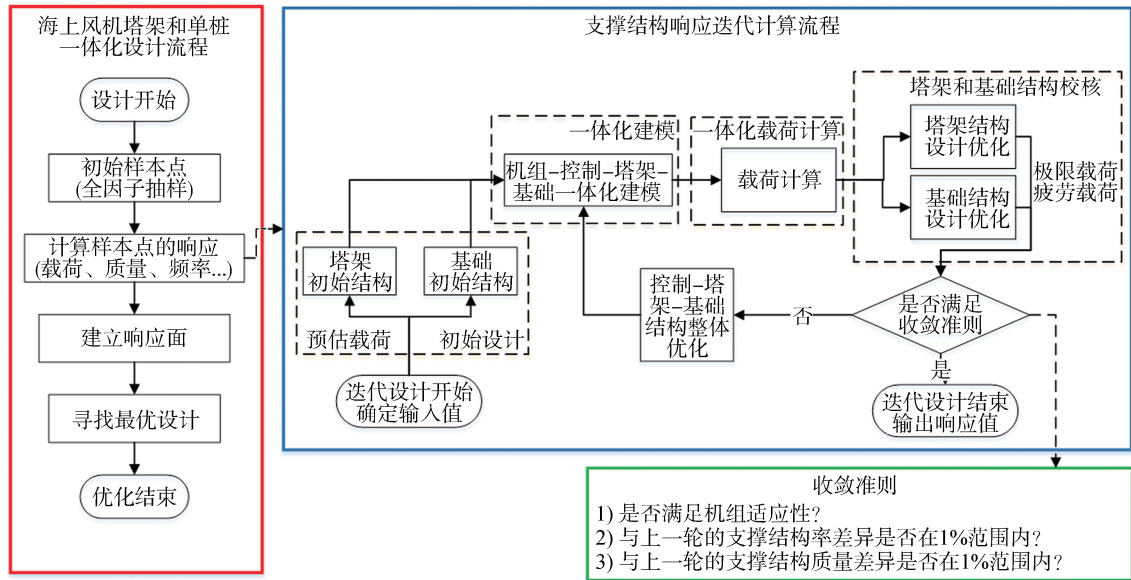 海上风机塔架和单桩
一体化设计流程
设计开始
初始样本点
(全因子抽样)
计算样本点的响应
(载荷、质量、频率...)
建立响应面
寻找最优设计
优化结束
支撑结构响应迭代计算流程
塔架
初始结构
基础
初始结构
预估载荷
初始设计
迭代设计开始
确定输入值
一体化建模
机组-控制-塔架-
基础一体化建模
一体化载荷计算
载荷计算
塔架和基础结构校核
塔架结构
设计优化
基础结构
设计优化
极限载荷
疲劳载荷
控制-塔
架-基础
结构整体
优化
否
是否满足
收敛准则
是
迭代设计结束
输出响应值
收敛准则
1) 是否满足机组适应性?
2) 与上一轮的支撑结构率差异是否在1%范围内?
3) 与上一轮的支撑结构质量差异是否在1%范围内?